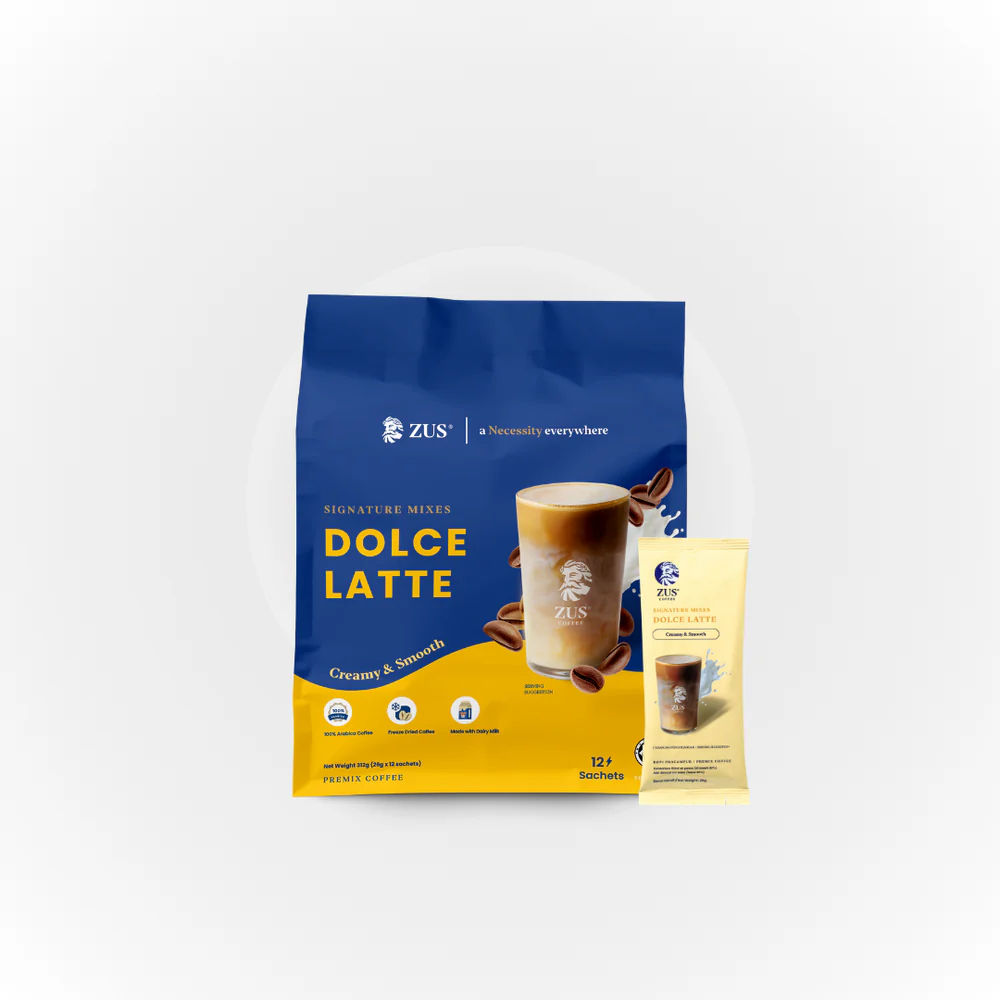 ZUS® | a Necessity everywhere
SIGNATURE MIXES
DOLCE
LATTE
Creamy & Smooth
ZUS
COFFEE
SERVING
SUGGESTION
100%
100% Arabica Coffee
Freeze Dried Coffee
Made with Dairy Milk
Net Weight 312g (26g x 12 sachets)
PREMIX COFFEE
12
Sachets
ZUS®
COFFEE
SIGNATURE MIXES
DOLCE LATTE
Creamy & Smooth
ZUS
KOPI PRACAMPUR / PREMIX COFFEE